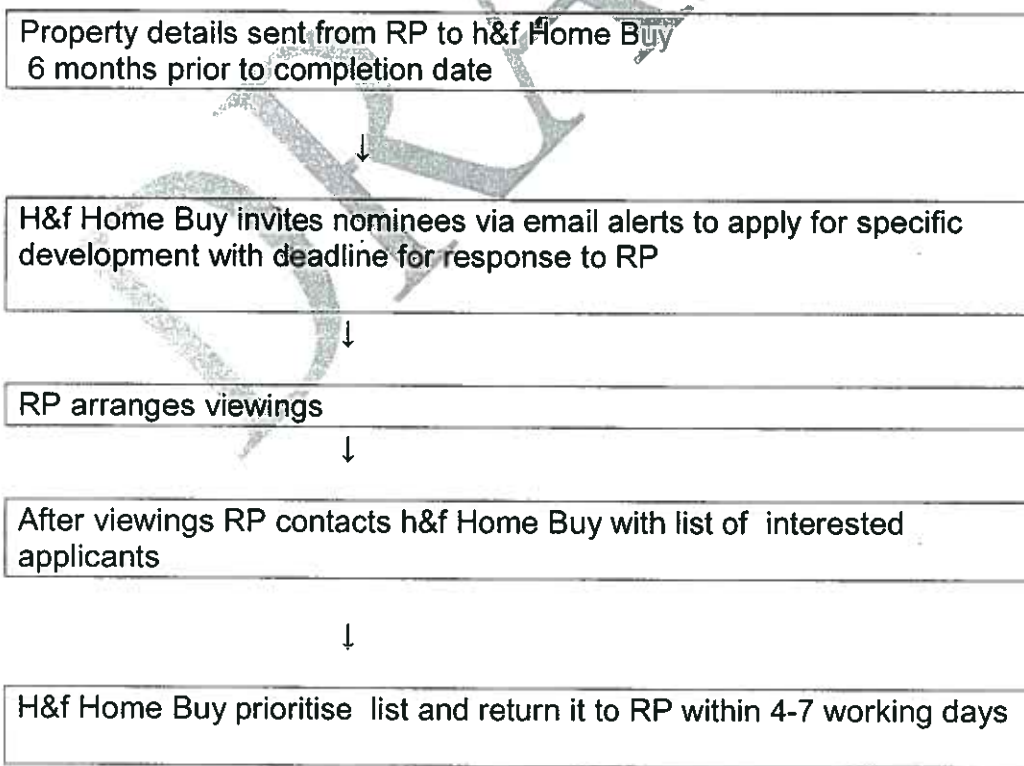 Property details sent from RP to h&f Home Buy
6 months prior to completion date
↓
H&f Home Buy invites nominees via email alerts to apply for specific
development with deadline for response to RP
↓
RP arranges viewings
↓
After viewings RP contacts h&f Home Buy with list of interested
applicants
↓
H&f Home Buy prioritise list and return it to RP within 4-7 working days